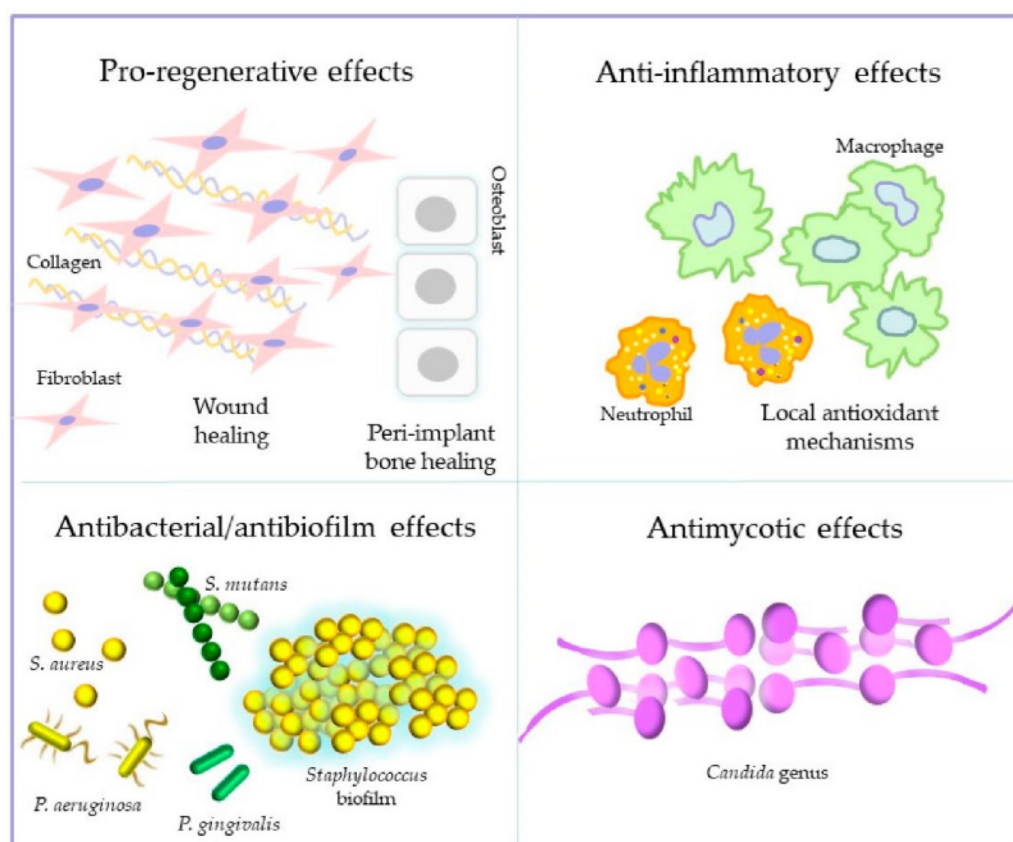 Pro-regenerative effects
Osteoblast
Collagen
Fibroblast
Wound
healing
Peri-implant
bone healing
Anti-inflammatory effects
Macrophage
Neutrophil
Local antioxidant
mechanisms
Antibacterial/antibiofilm effects
S. mutans
S. aureus
P. aeruginosa
P. gingivalis
Staphylococcus
biofilm
Antimycotic effects
Candida genus